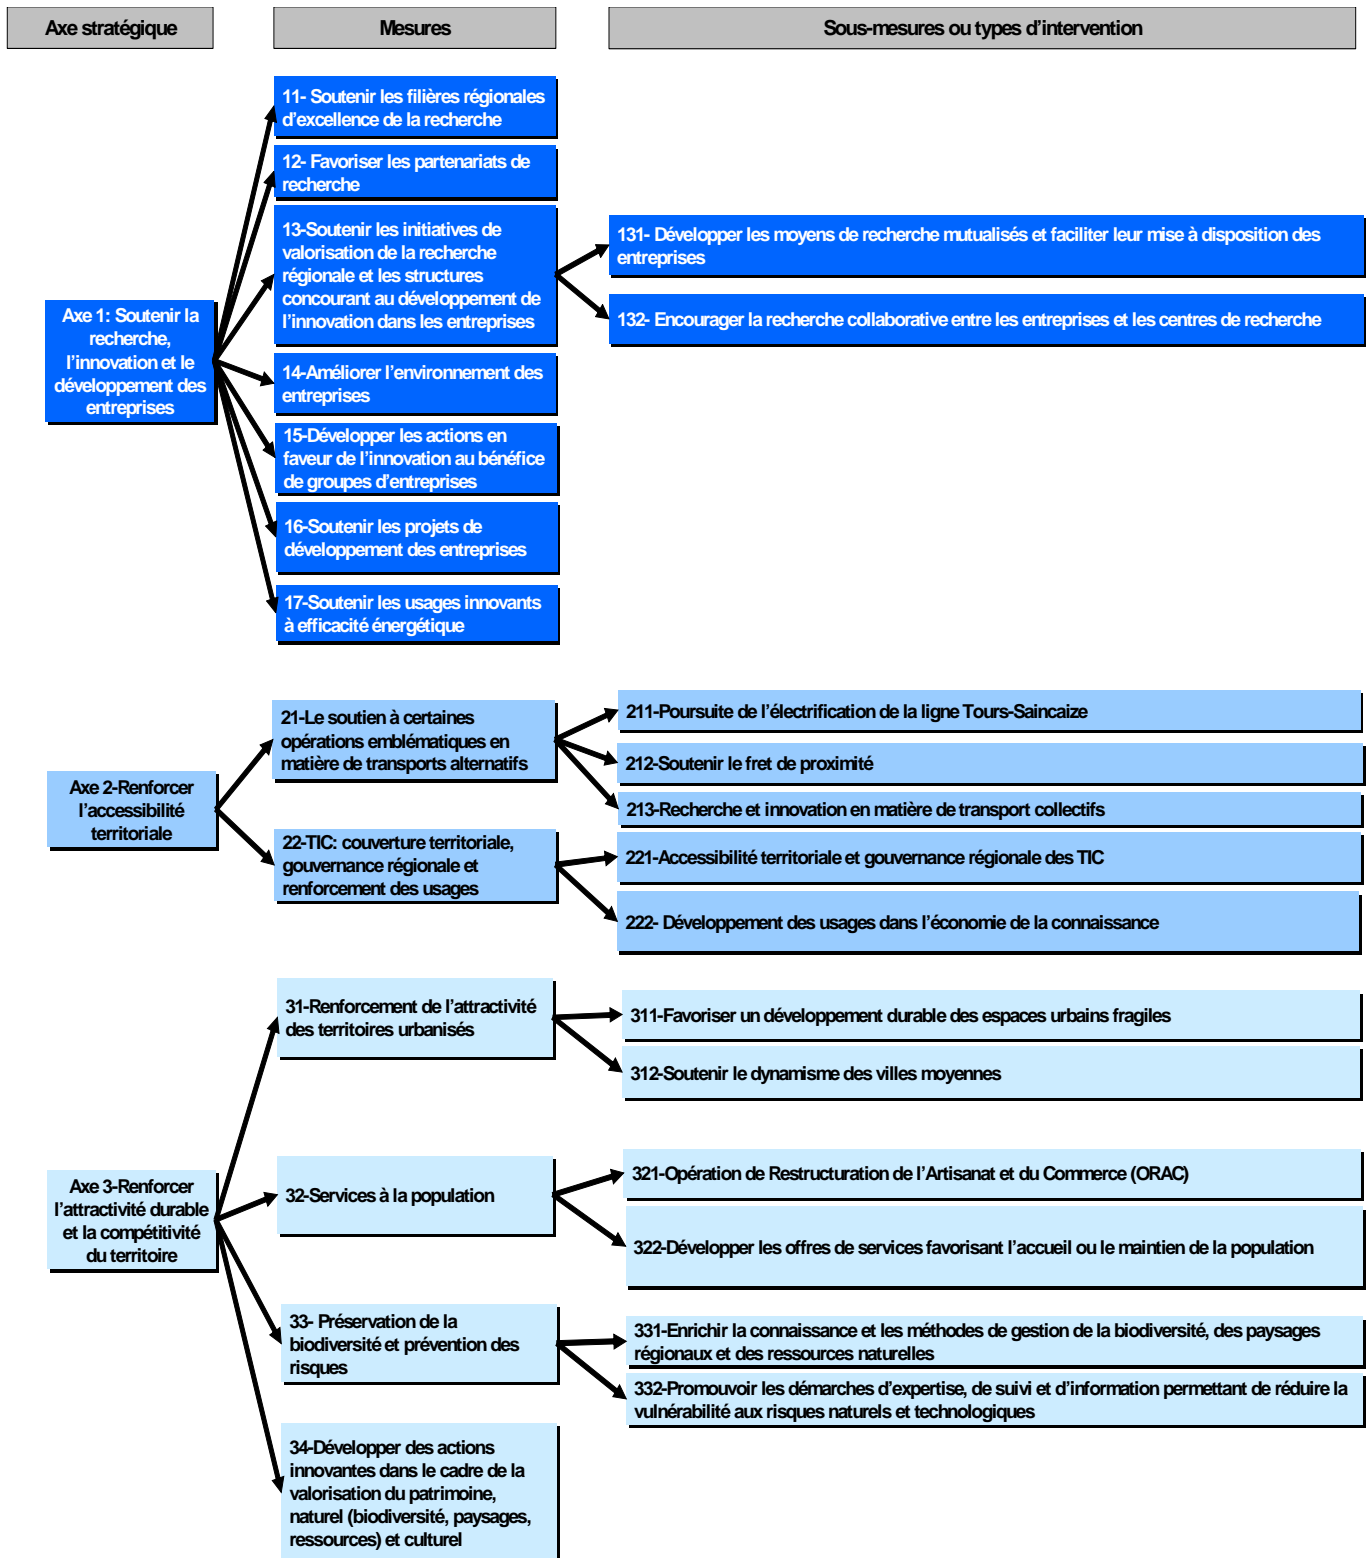 Axe stratégique
Mesures
Sous-mesures ou types d'intervention
Axe 1: Soutenir la
recherche,
l'innovation et le
développement des
entreprises
11- Soutenir les filières régionales
d'excellence de la recherche
12- Favoriser les partenariats de
recherche
13-Soutenir les initiatives de
valorisation de la recherche
régionale et les structures
concourant au développement de
l'innovation dans les entreprises
131- Développer les moyens de recherche mutualisés et faciliter leur mise à disposition des
entreprises
132- Encourager la recherche collaborative entre les entreprises et les centres de recherche
14-Améliorer l'environnement des
entreprises
15-Développer les actions en
faveur de l'innovation au bénéfice
de groupes d'entreprises
16-Soutenir les projets de
développement des entreprises
17-Soutenir les usages innovants
à efficacité énergétique
Axe 2-Renforcer
l'accessibilité
territoriale
21-Le soutien à certaines
opérations emblématiques en
matière de transports alternatifs
211-Poursuite de l'électrification de la ligne Tours-Saincaize
212-Soutenir le fret de proximité
213-Recherche et innovation en matière de transport collectifs
22-TIC: couverture territoriale,
gouvernance régionale et
renforcement des usages
221-Accessibilité territoriale et gouvernance régionale des TIC
222- Développement des usages dans l'économie de la connaissance
Axe 3-Renforcer
l'attractivité durable
et la compétitivité
du territoire
31-Renforcement de l'attractivité
des territoires urbanisés
311-Favoriser un développement durable des espaces urbains fragiles
312-Soutenir le dynamisme des villes moyennes
32-Services à la population
321-Opération de Restructuration de l'Artisanat et du Commerce (ORAC)
322-Développer les offres de services favorisant l'accueil ou le maintien de la population
33- Préservation de la
biodiversité et prévention des
risques
331-Enrichir la connaissance et les méthodes de gestion de la biodiversité, des paysages
régionaux et des ressources naturelles
332-Promouvoir les démarches d'expertise, de suivi et d'information permettant de réduire la
vulnérabilité aux risques naturels et technologiques
34-Développer des actions
innovantes dans le cadre de la
valorisation du patrimoine,
naturel (biodiversité, paysages,
ressources) et culturel